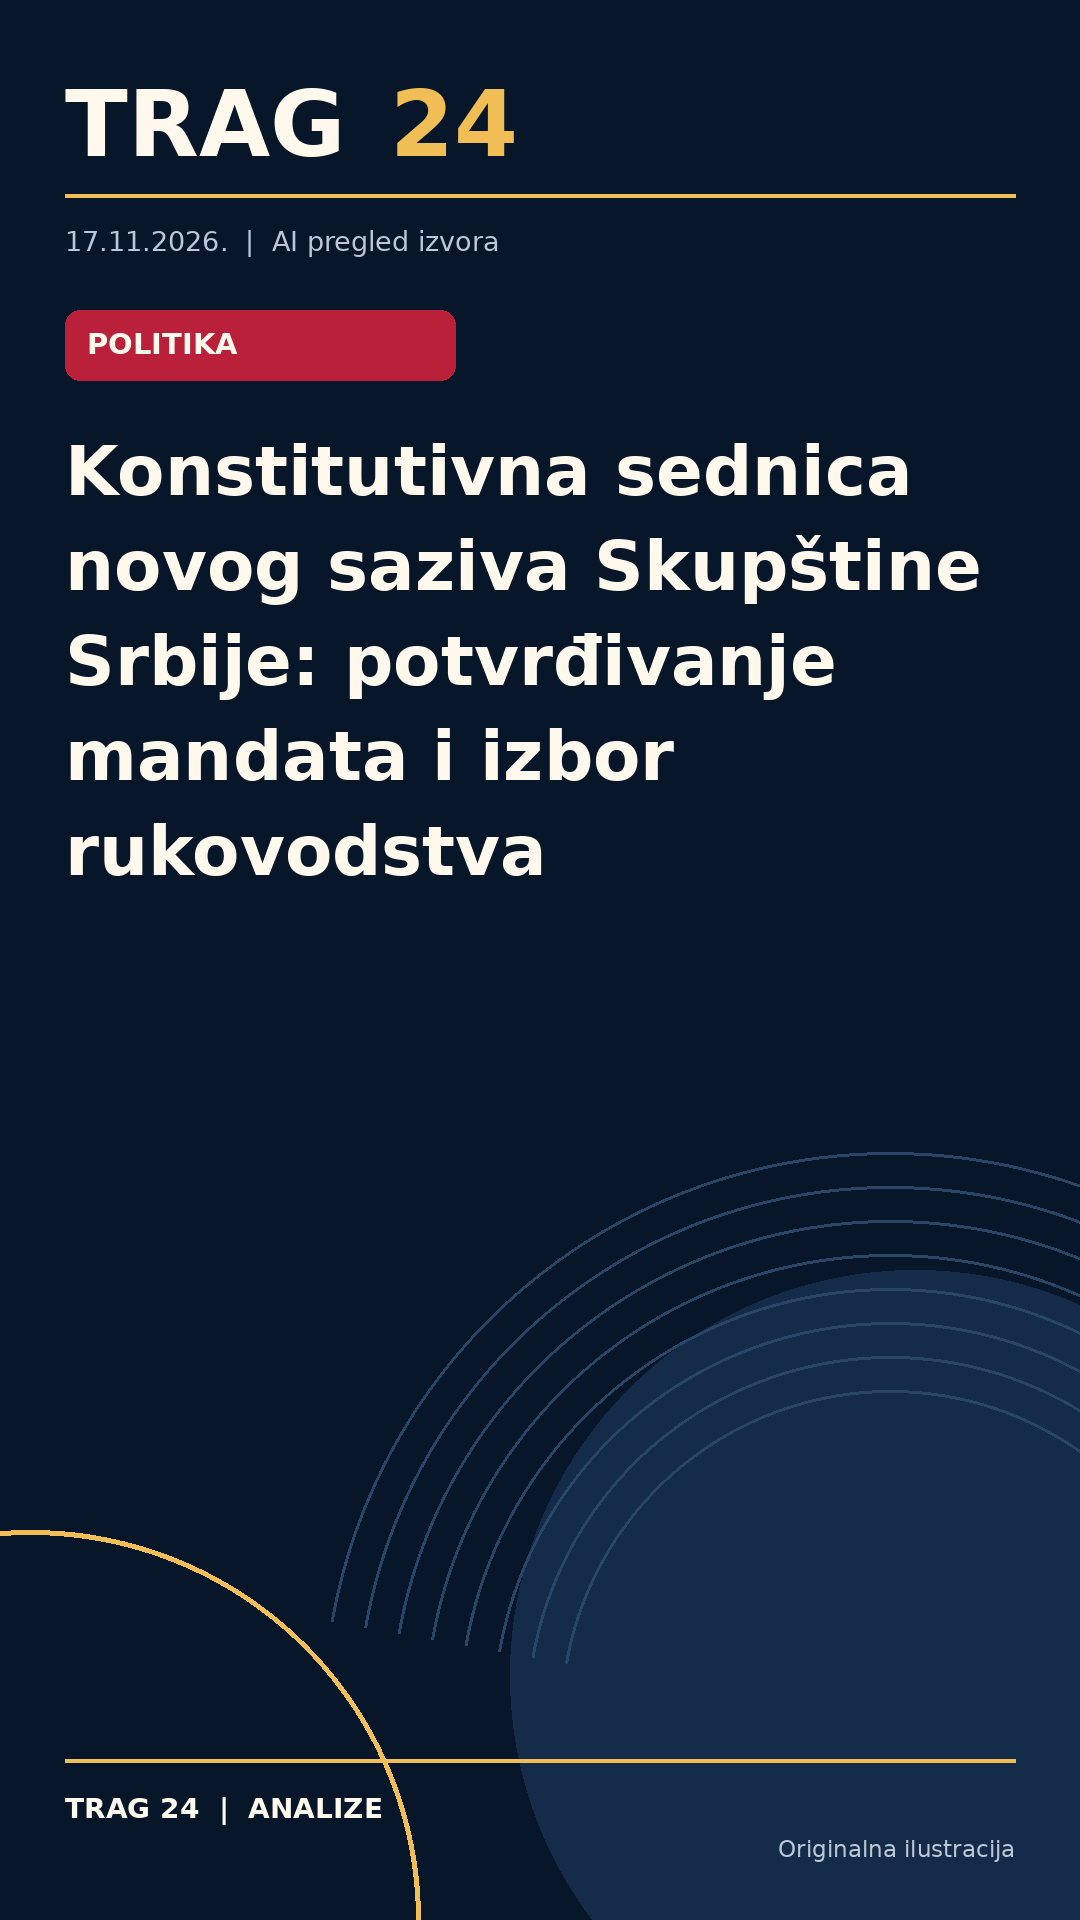 TRAG 24
17.11.2026. | AI pregled izvora
POLITIKA
Konstitutivna sednica
novog saziva Skupštine
Srbije: potvrđivanje
mandata i izbor
rukovodstva
TRAG 24 | ANALIZE
Originalna ilustracija